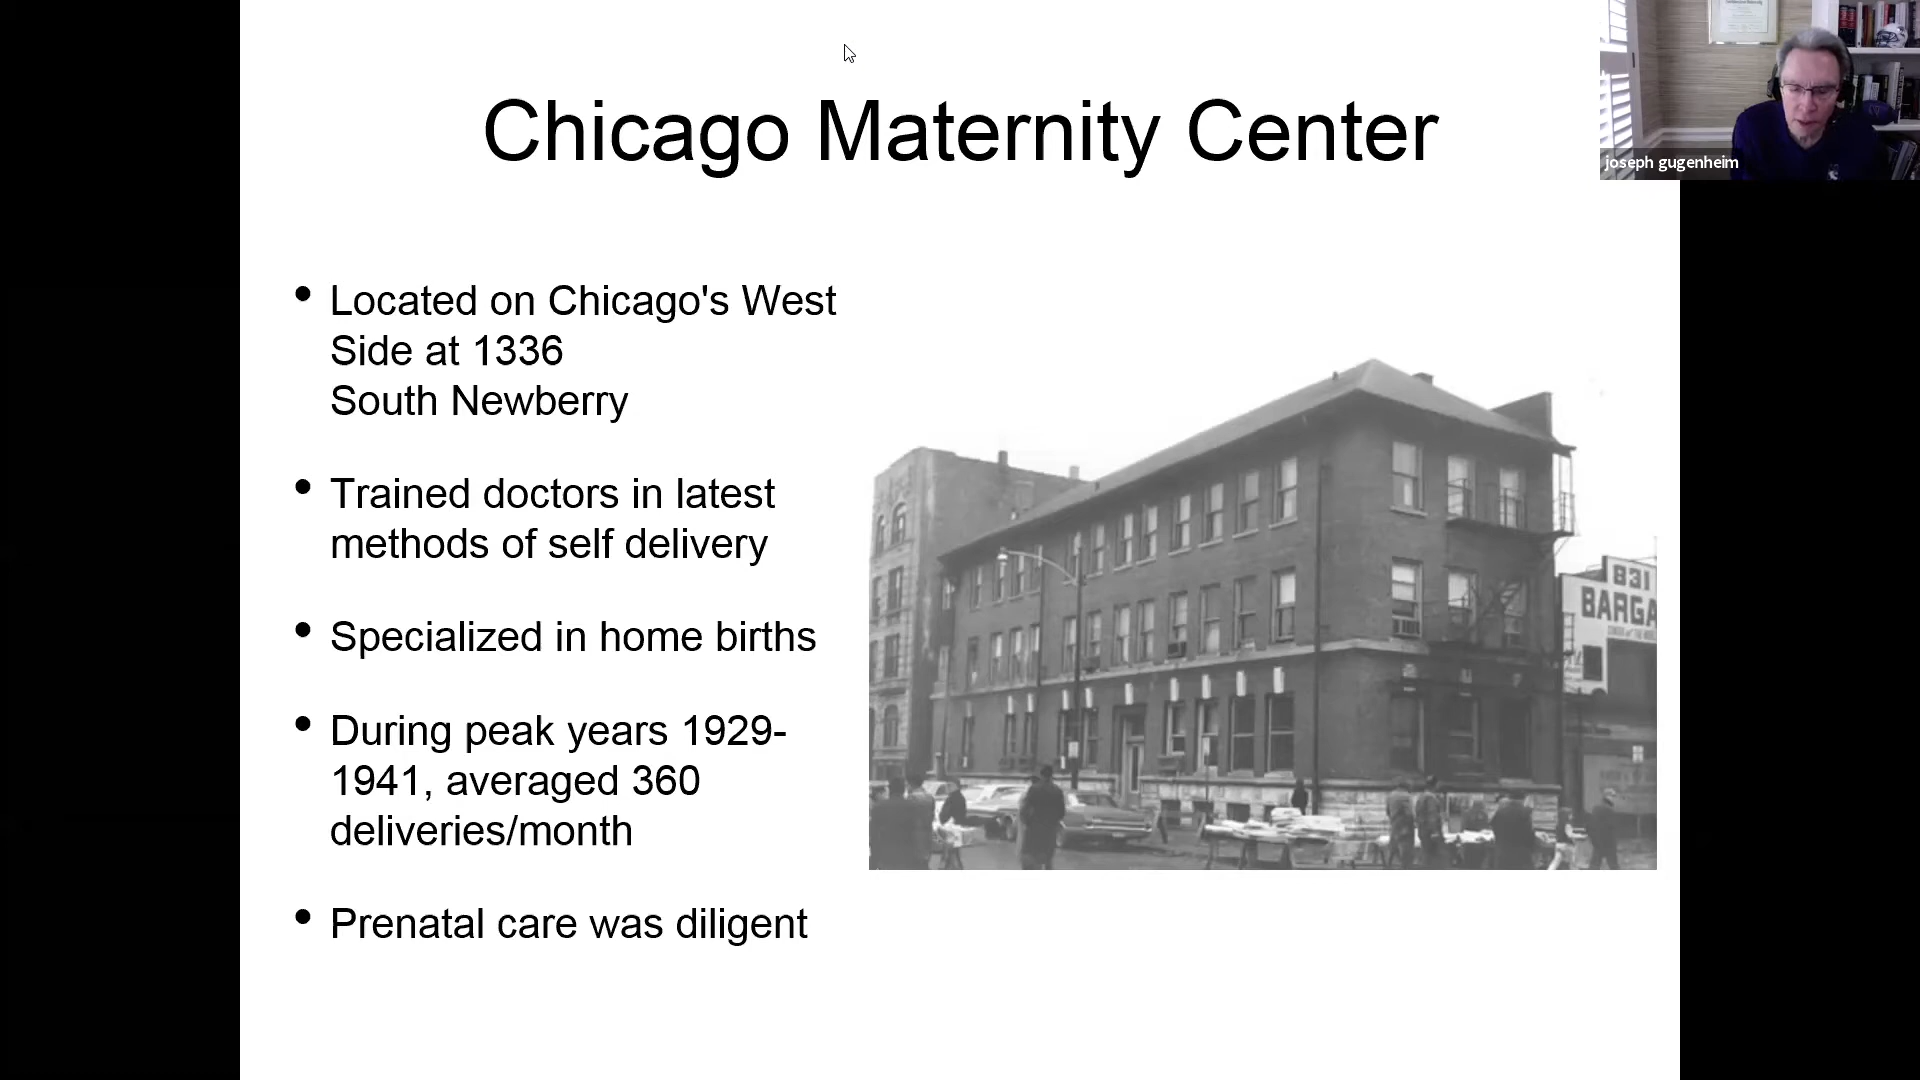 Chicago Maternity Center
joseph gugenheim
• Located on Chicago's West
Side at 1336
South Newberry
• Trained doctors in latest
methods of self delivery
• Specialized in home births
• During peak years 1929-
1941, averaged 360
deliveries/month
• Prenatal care was diligent
831
BARGA